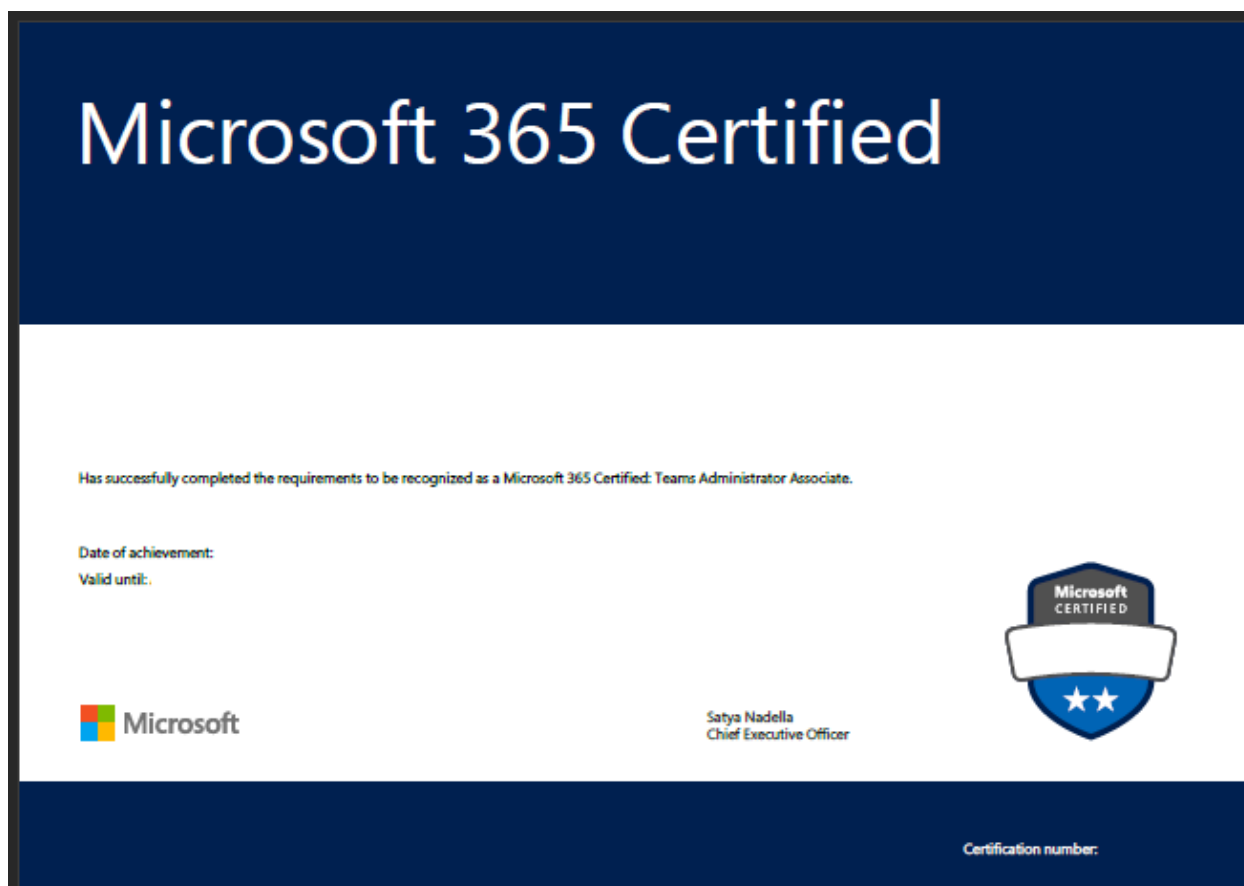 Microsoft 365 Certified
Has successfully completed the requirements to be recognized as a Microsoft 365 Certified: Teams Administrator Associate.
Date of achievement:
Valid until:.
Microsoft
CERTIFIED
Microsoft
Satya Nadella
Chief Executive Officer
Certification number: